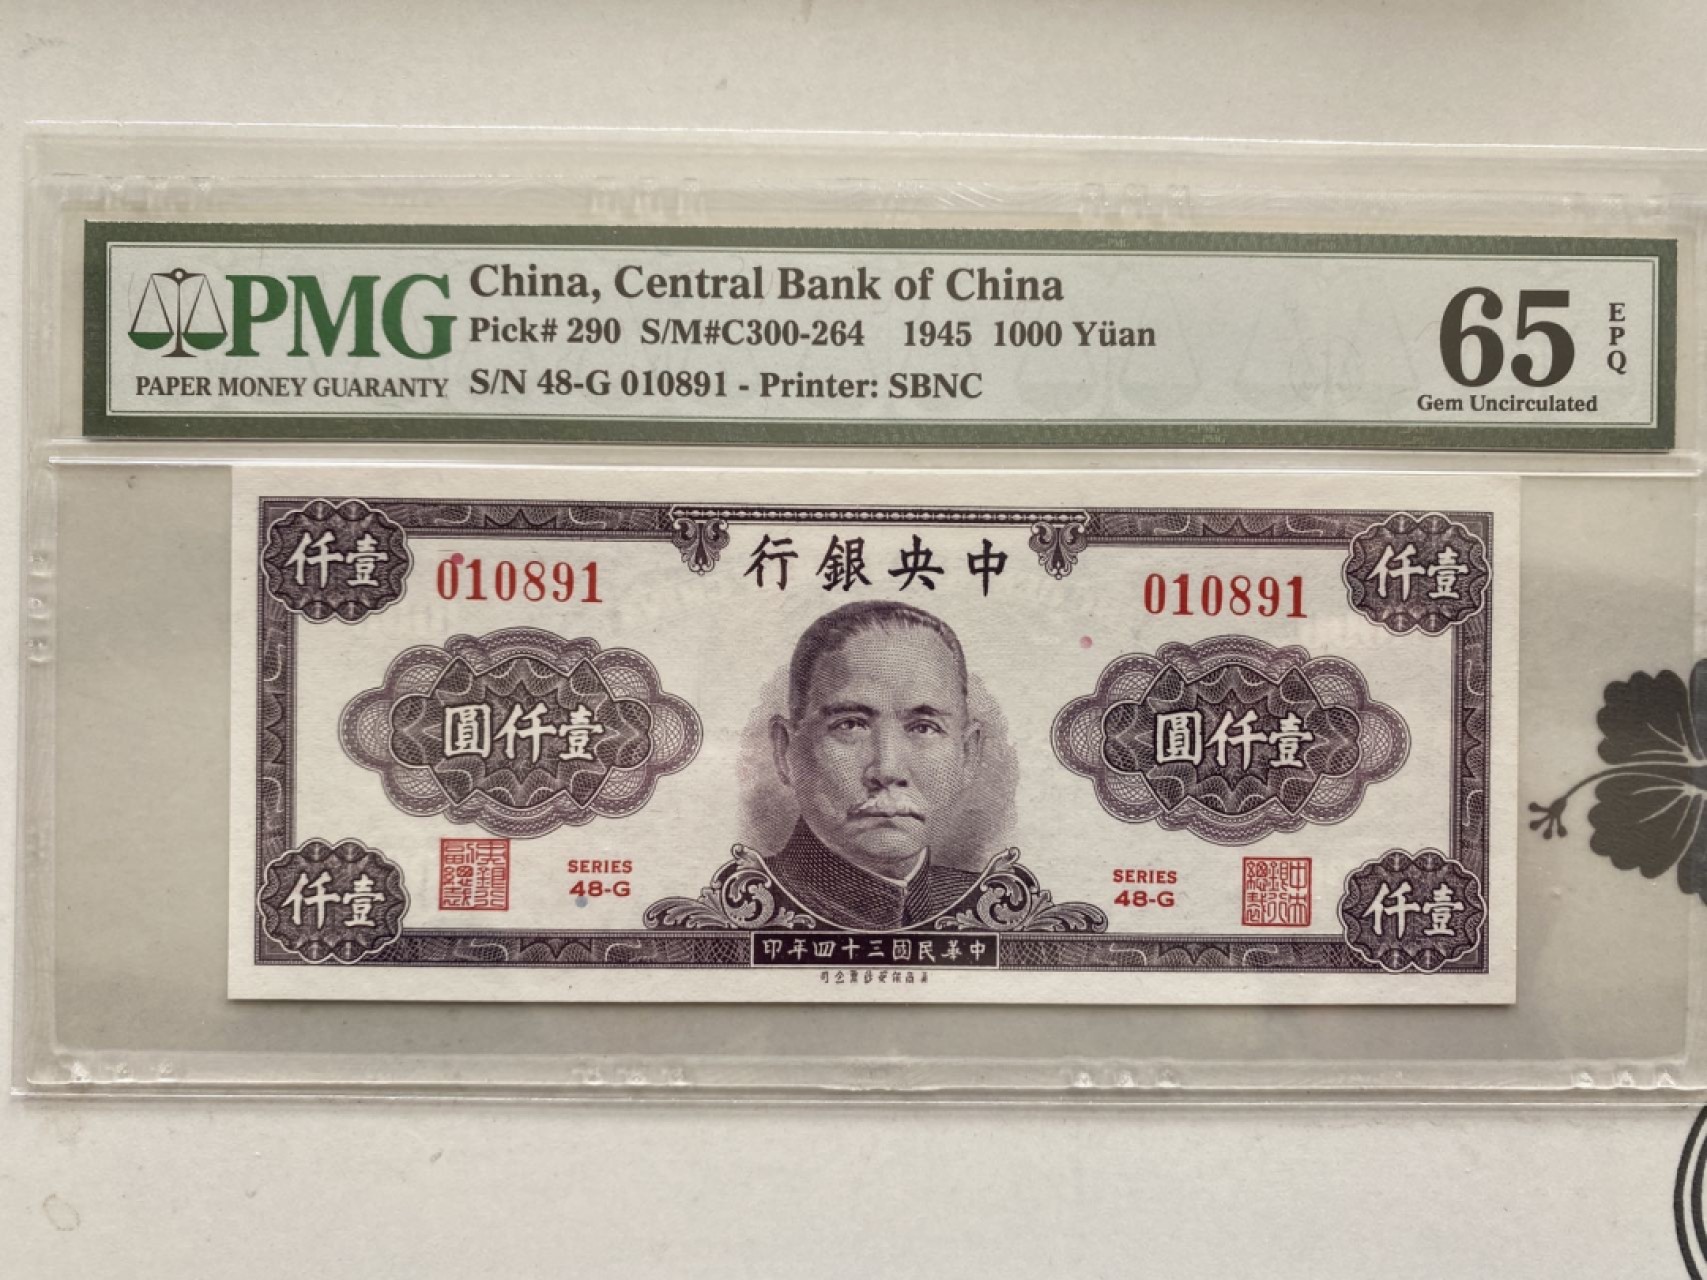 PMG
PAPER MONEY GUARANTY
China, Central Bank of China
Pick# 290 S/M#C300-264 1945 1000 Yüan
S/N 48-G 010891 - Printer: SBNC
65
EPQ
Gem Uncirculated
行銀央中
仟壹
仟壹
010891
010891
圓仟壹
圓仟壹
SERIES
48-G
SERIES
48-G
仟壹
仟壹
印年四十三國民華中